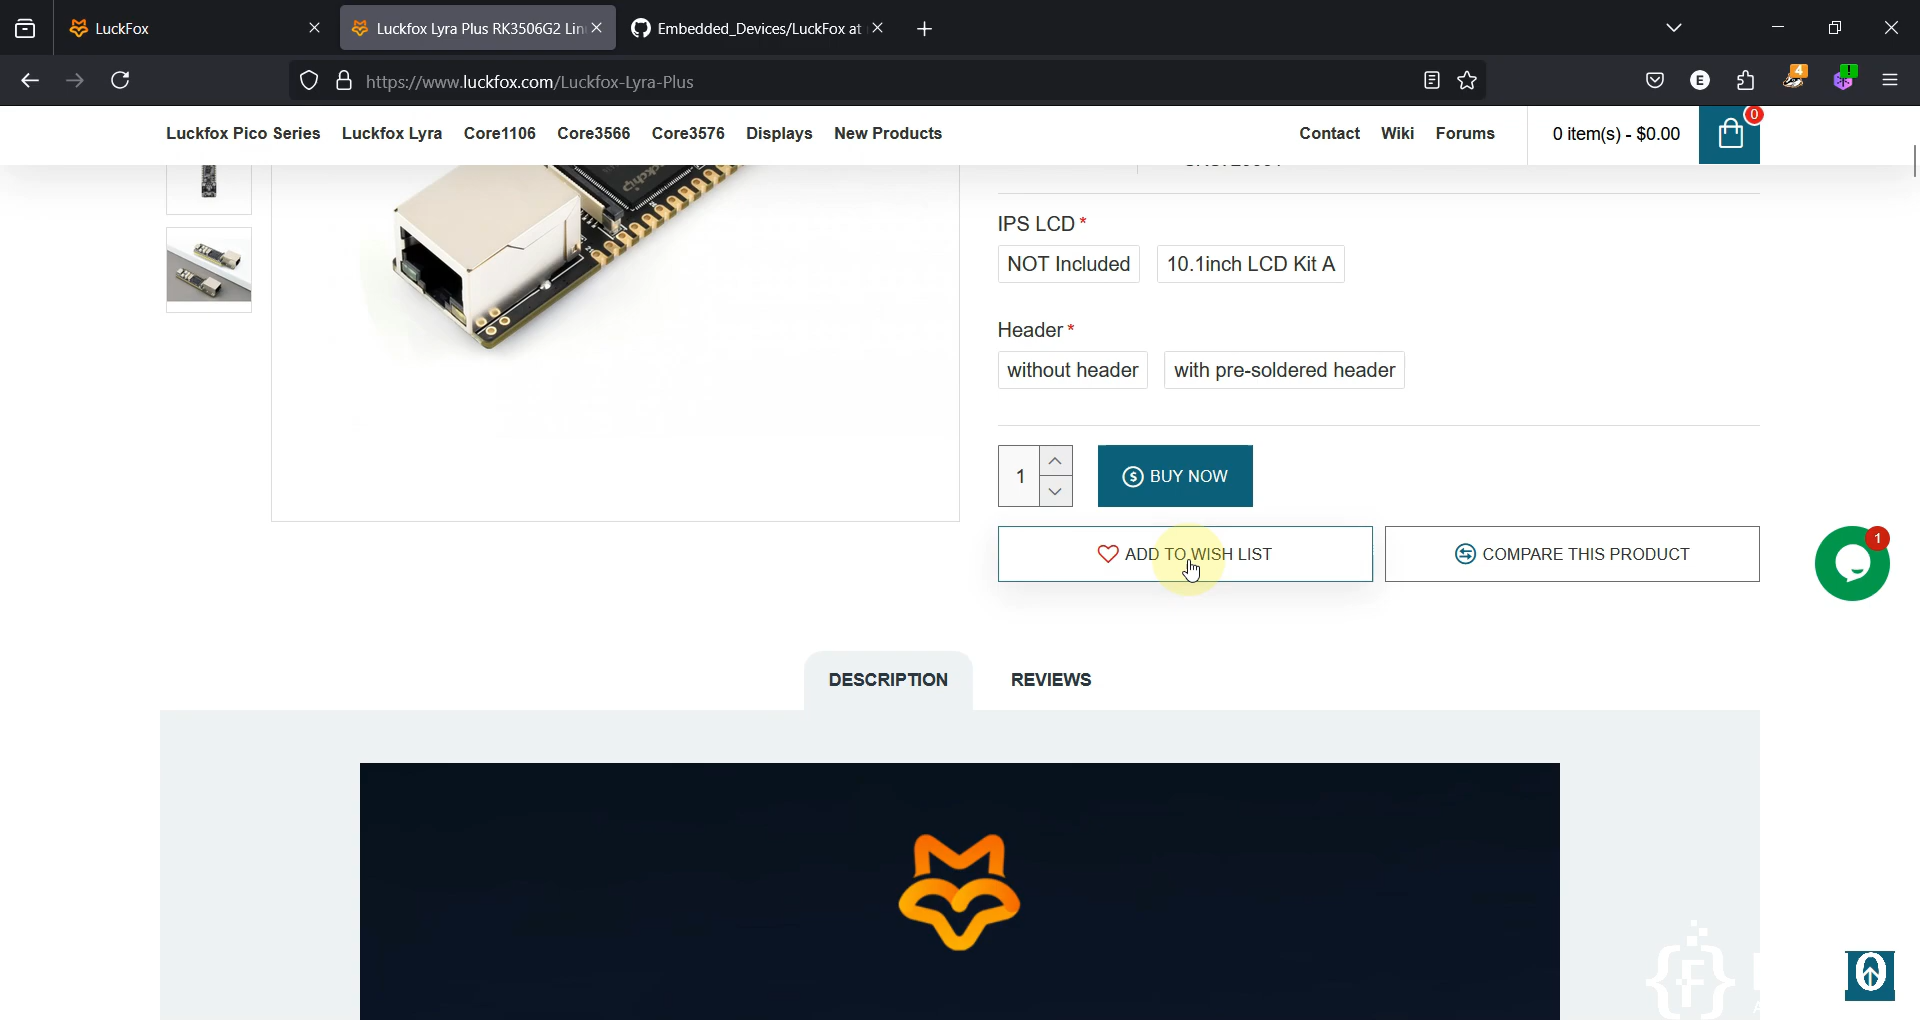 LuckFox
Luckfox Lyra Plus RK3506G2 Lin
Embedded_Devices/LuckFox at
https://www.luckfox.com/Luckfox-Lyra-Plus
E
4
!
Luckfox Pico Series
Luckfox Lyra
Core1106
Core3566
Core3576
Displays
New Products
Contact
Wiki
Forums
0 item(s) - $0.00
0
IPS LCD *
NOT Included
10.1inch LCD Kit A
Header *
without header
with pre-soldered header
1
BUY NOW
ADD TO WISH LIST
COMPARE THIS PRODUCT
1
DESCRIPTION
REVIEWS